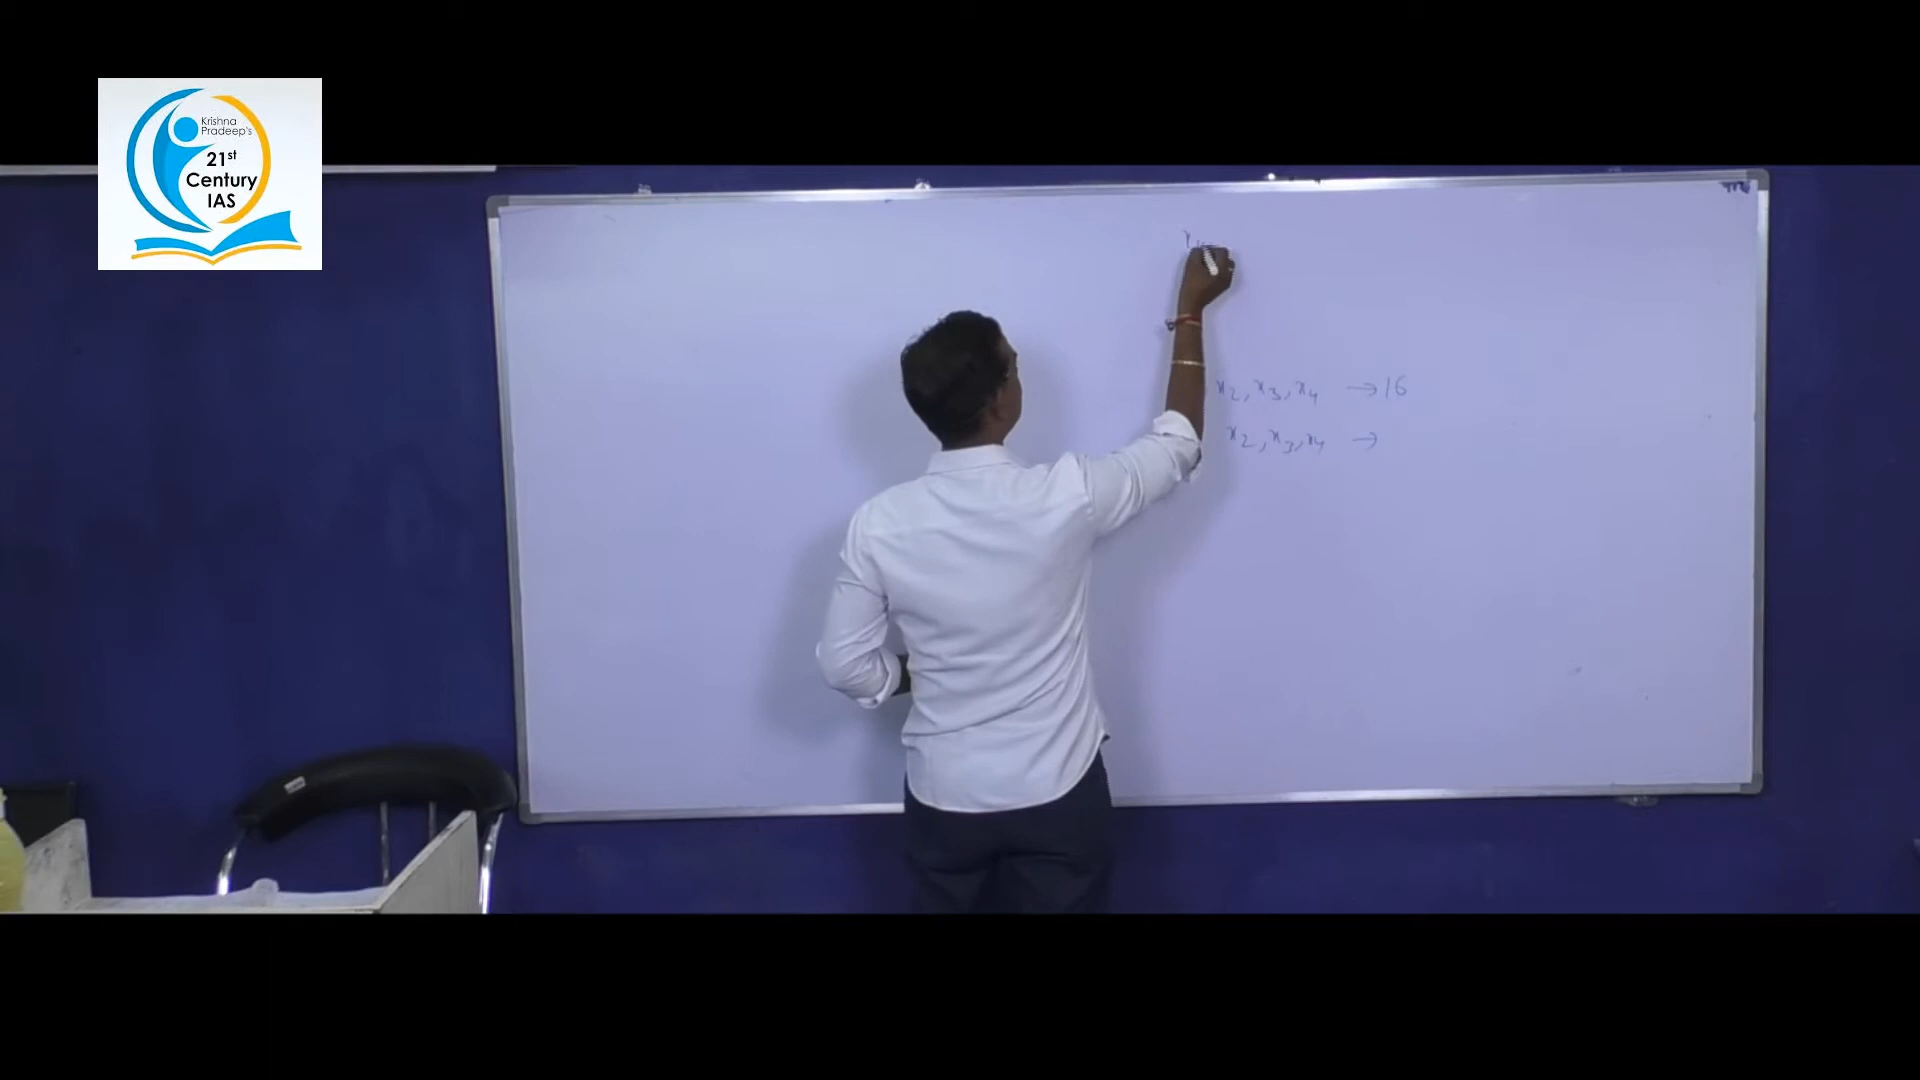 Krishna
Pradeep's
21st
Century
IAS
x2, x3, x4 → 16
x2, x3, x4 →